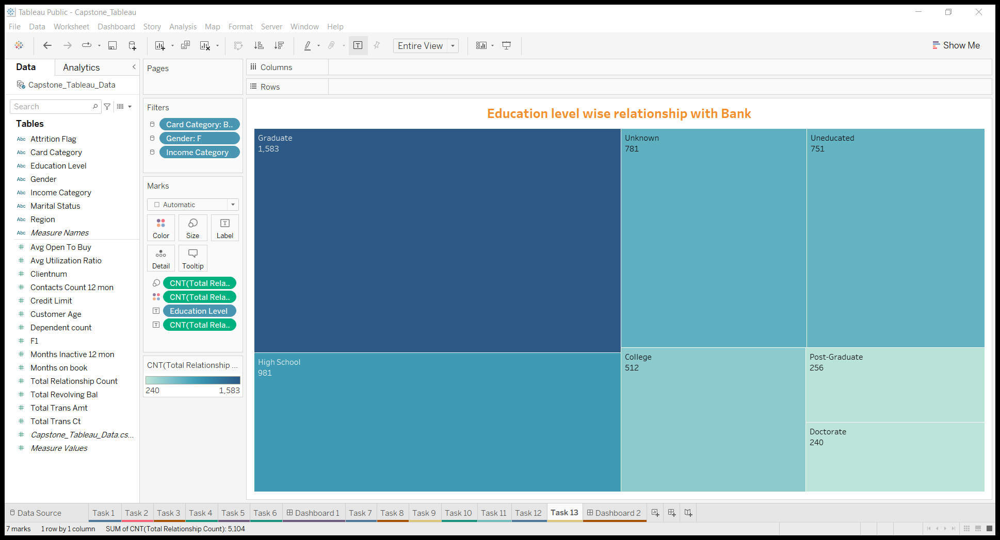 Tableau Public - Capstone_Tableau
File Data Worksheet Dashboard Story Analysis Map Format Server Window Help
Entire View
Show Me
Data Analytics
Capstone_Tableau_Data
Search
Tables
Abc Attrition Flag
Abc Card Category
Abc Education Level
Abc Gender
Abc Income Category
Abc Marital Status
Abc Region
Abc Measure Names
# Avg Open To Buy
# Avg Utilization Ratio
# Clientnum
# Contacts Count 12 mon
# Credit Limit
# Customer Age
# Dependent count
# F1
# Months Inactive 12 mon
# Months on book
# Total Relationship Count
# Total Revolving Bal
# Total Trans Amt
# Total Trans Ct
# Capstone_Tableau_Data.cs...
# Measure Values
Pages
Filters
Card Category: B..
Gender: F
Income Category
Marks
Automatic
Color Size Label
Detail Tooltip
CNT(Total Rela..
CNT(Total Rela..
Education Level
CNT(Total Rela..
CNT(Total Relationship ...
240 1,583
Columns
Rows
Education level wise relationship with Bank
Graduate
1,583
High School
981
Unknown
781
Uneducated
751
College
512
Post-Graduate
256
Doctorate
240
Data Source Task 1 Task 2 Task 3 Task 4 Task 5 Task 6 Dashboard 1 Task 7 Task 8 Task 9 Task 10 Task 11 Task 12 Task 13 Dashboard 2
7 marks 1 row by 1 column SUM of CNT(Total Relationship Count): 5,104